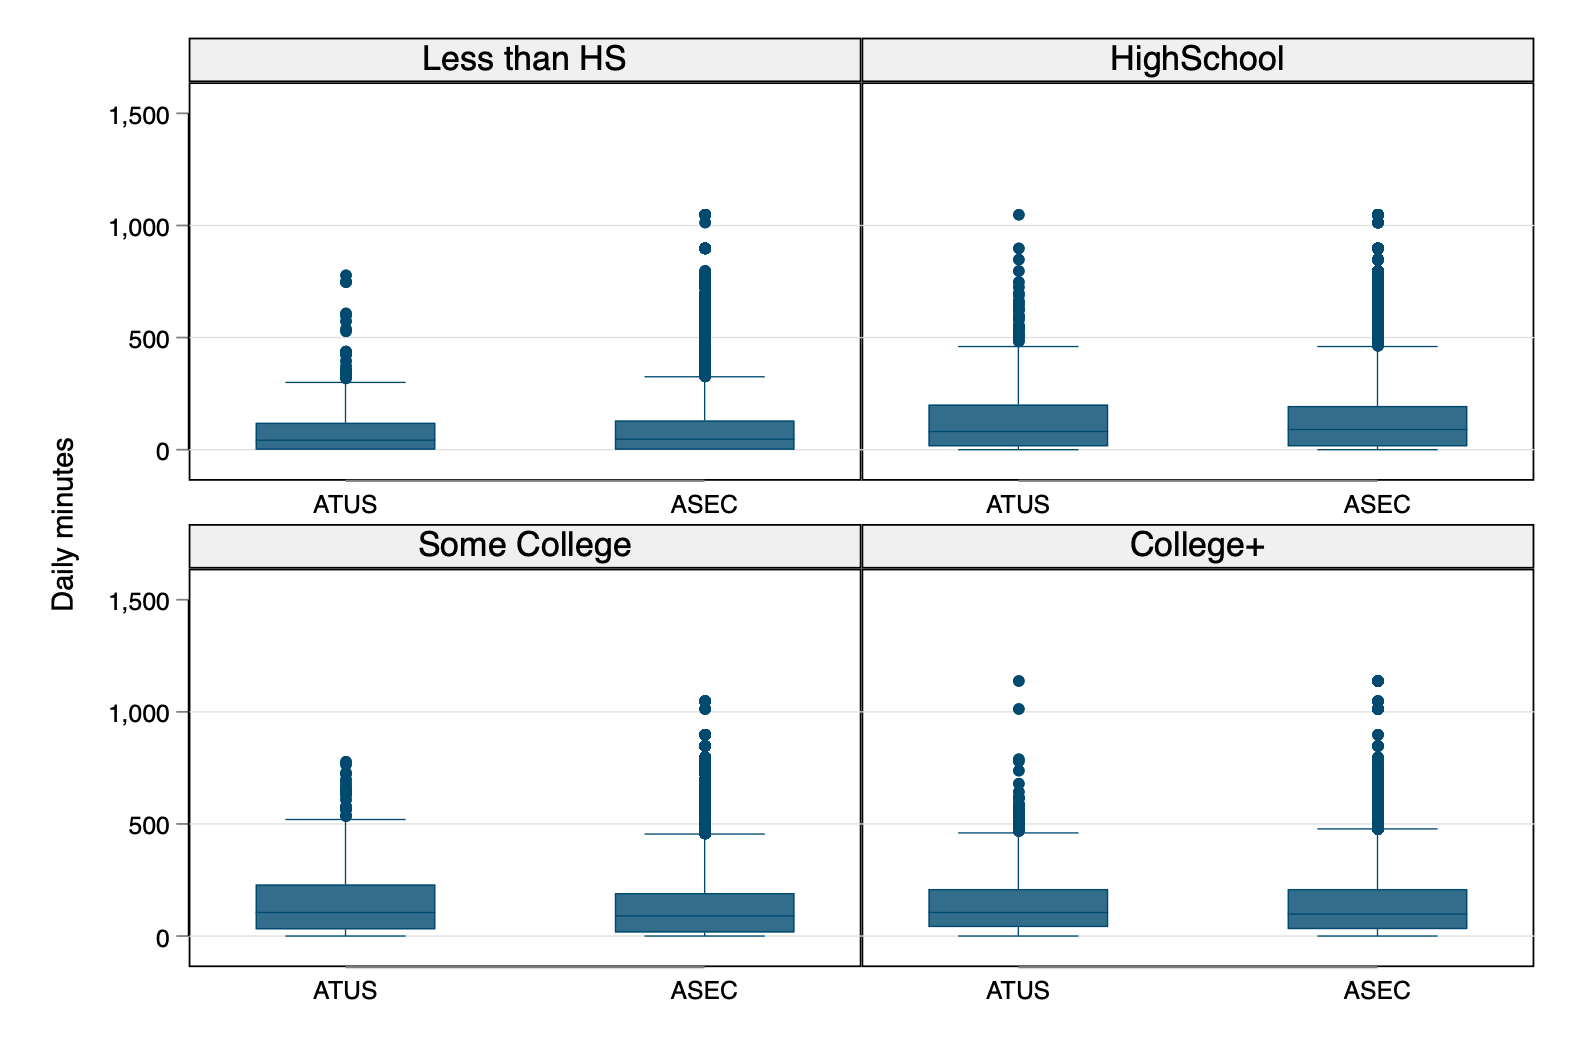 Less than HS
HighSchool
1,500
1,000
500
0
ATUS
ASEC
ATUS
ASEC
Daily minutes
Some College
College+
1,500
1,000
500
0
ATUS
ASEC
ATUS
ASEC